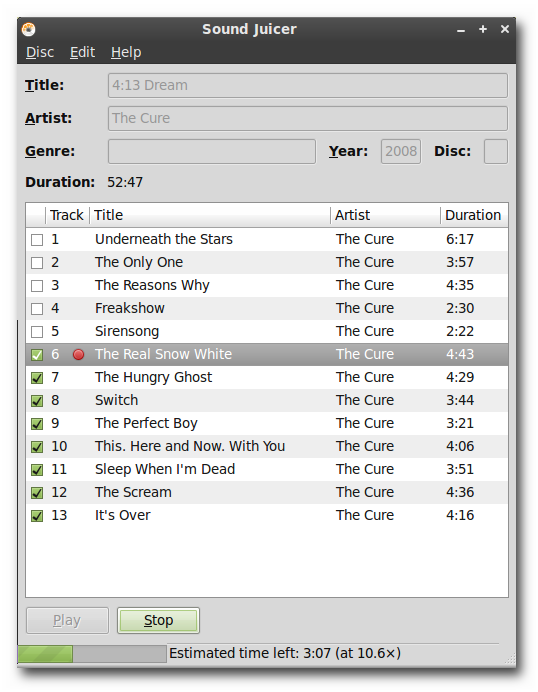 Sound Juicer
Disc Edit Help
Title: 4:13 Dream
Artist: The Cure
Genre: Year: 2008 Disc:
Duration: 52:47
Track Title Artist Duration
1 Underneath the Stars The Cure 6:17
2 The Only One The Cure 3:57
3 The Reasons Why The Cure 4:35
4 Freakshow The Cure 2:30
5 Sirensong The Cure 2:22
6 The Real Snow White The Cure 4:43
7 The Hungry Ghost The Cure 4:29
8 Switch The Cure 3:44
9 The Perfect Boy The Cure 3:21
10 This. Here and Now. With You The Cure 4:06
11 Sleep When I'm Dead The Cure 3:51
12 The Scream The Cure 4:36
13 It's Over The Cure 4:16
Play Stop
Estimated time left: 3:07 (at 10.6×)